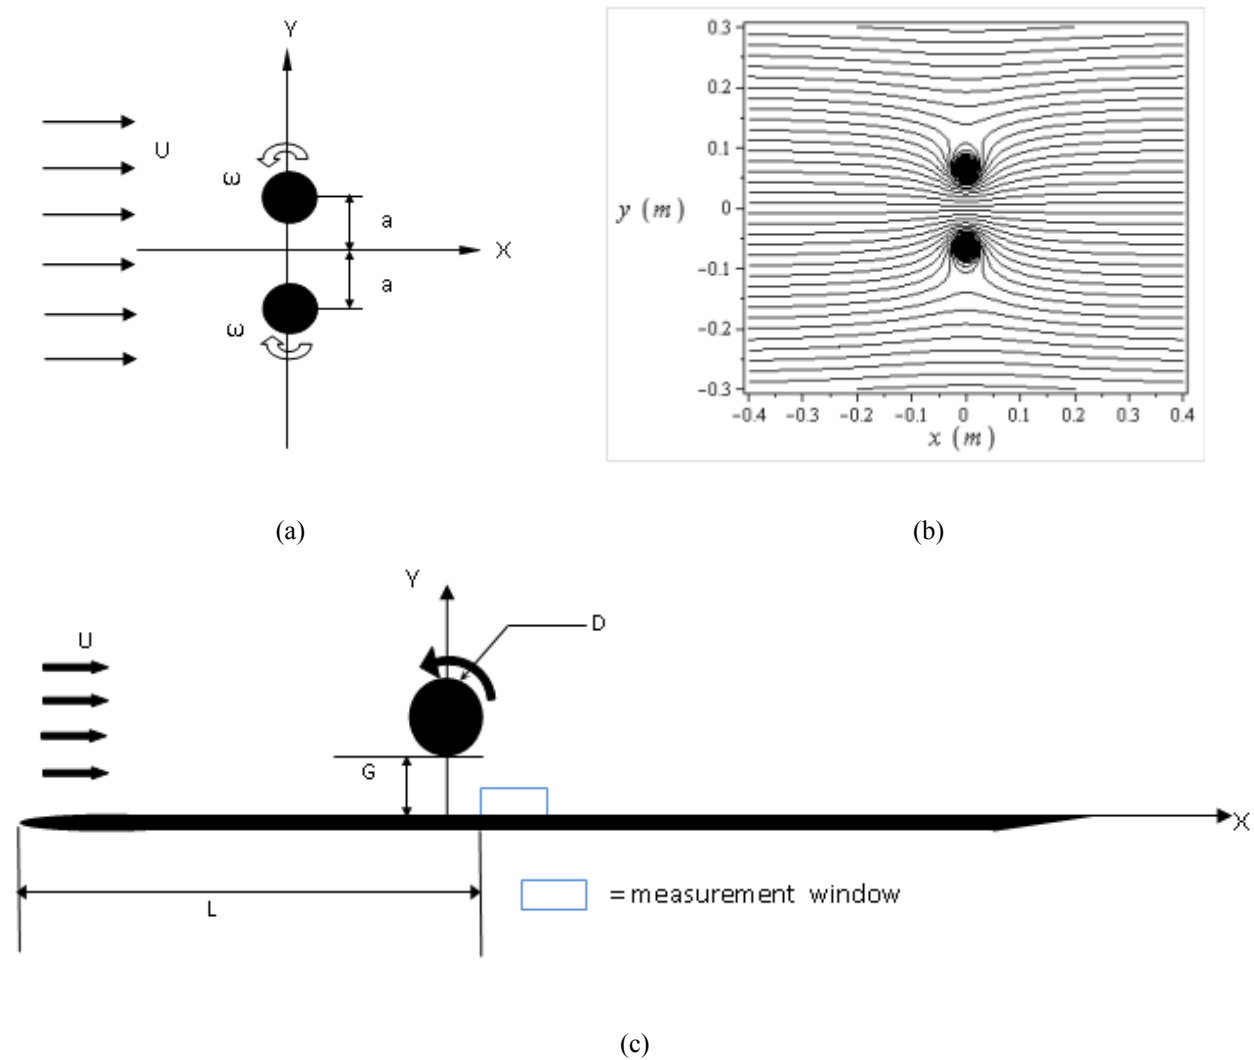 Y
U
ω
a
X
a
ω
(a)
0.3
0.2
0.1
y (m)
0
−0.1
−0.2
−0.3
−0.4 −0.3 −0.2 −0.1 0 0.1 0.2 0.3 0.4
x (m)
(b)
Y
D
U
G
X
L
= measurement window
(c)